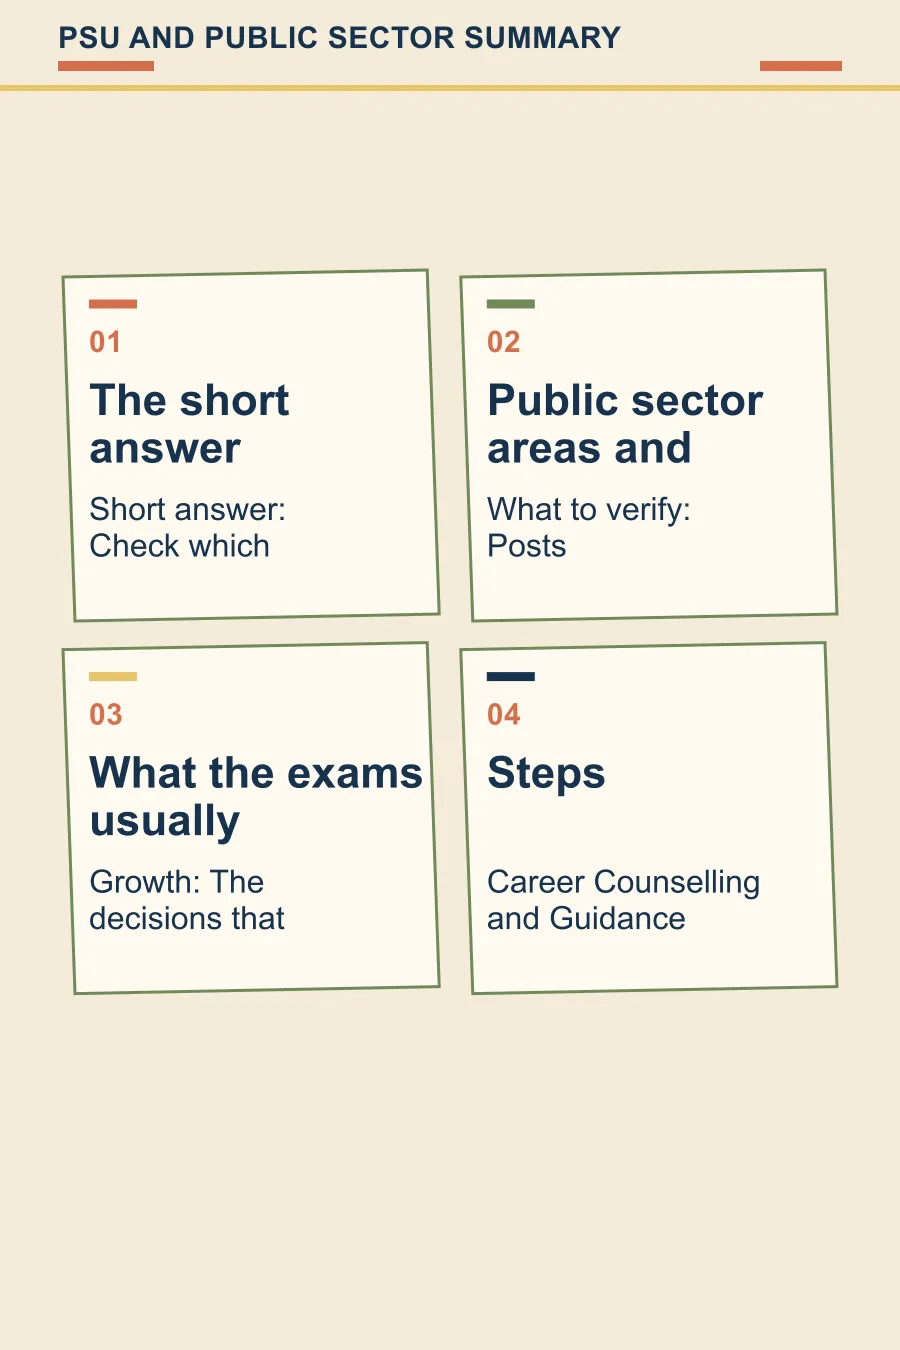 PSU AND PUBLIC SECTOR SUMMARY
01
The short
answer
Short answer:
Check which
02
Public sector
areas and
What to verify:
Posts
03
What the exams
usually
Growth: The
decisions that
04
Steps
Career Counselling
and Guidance